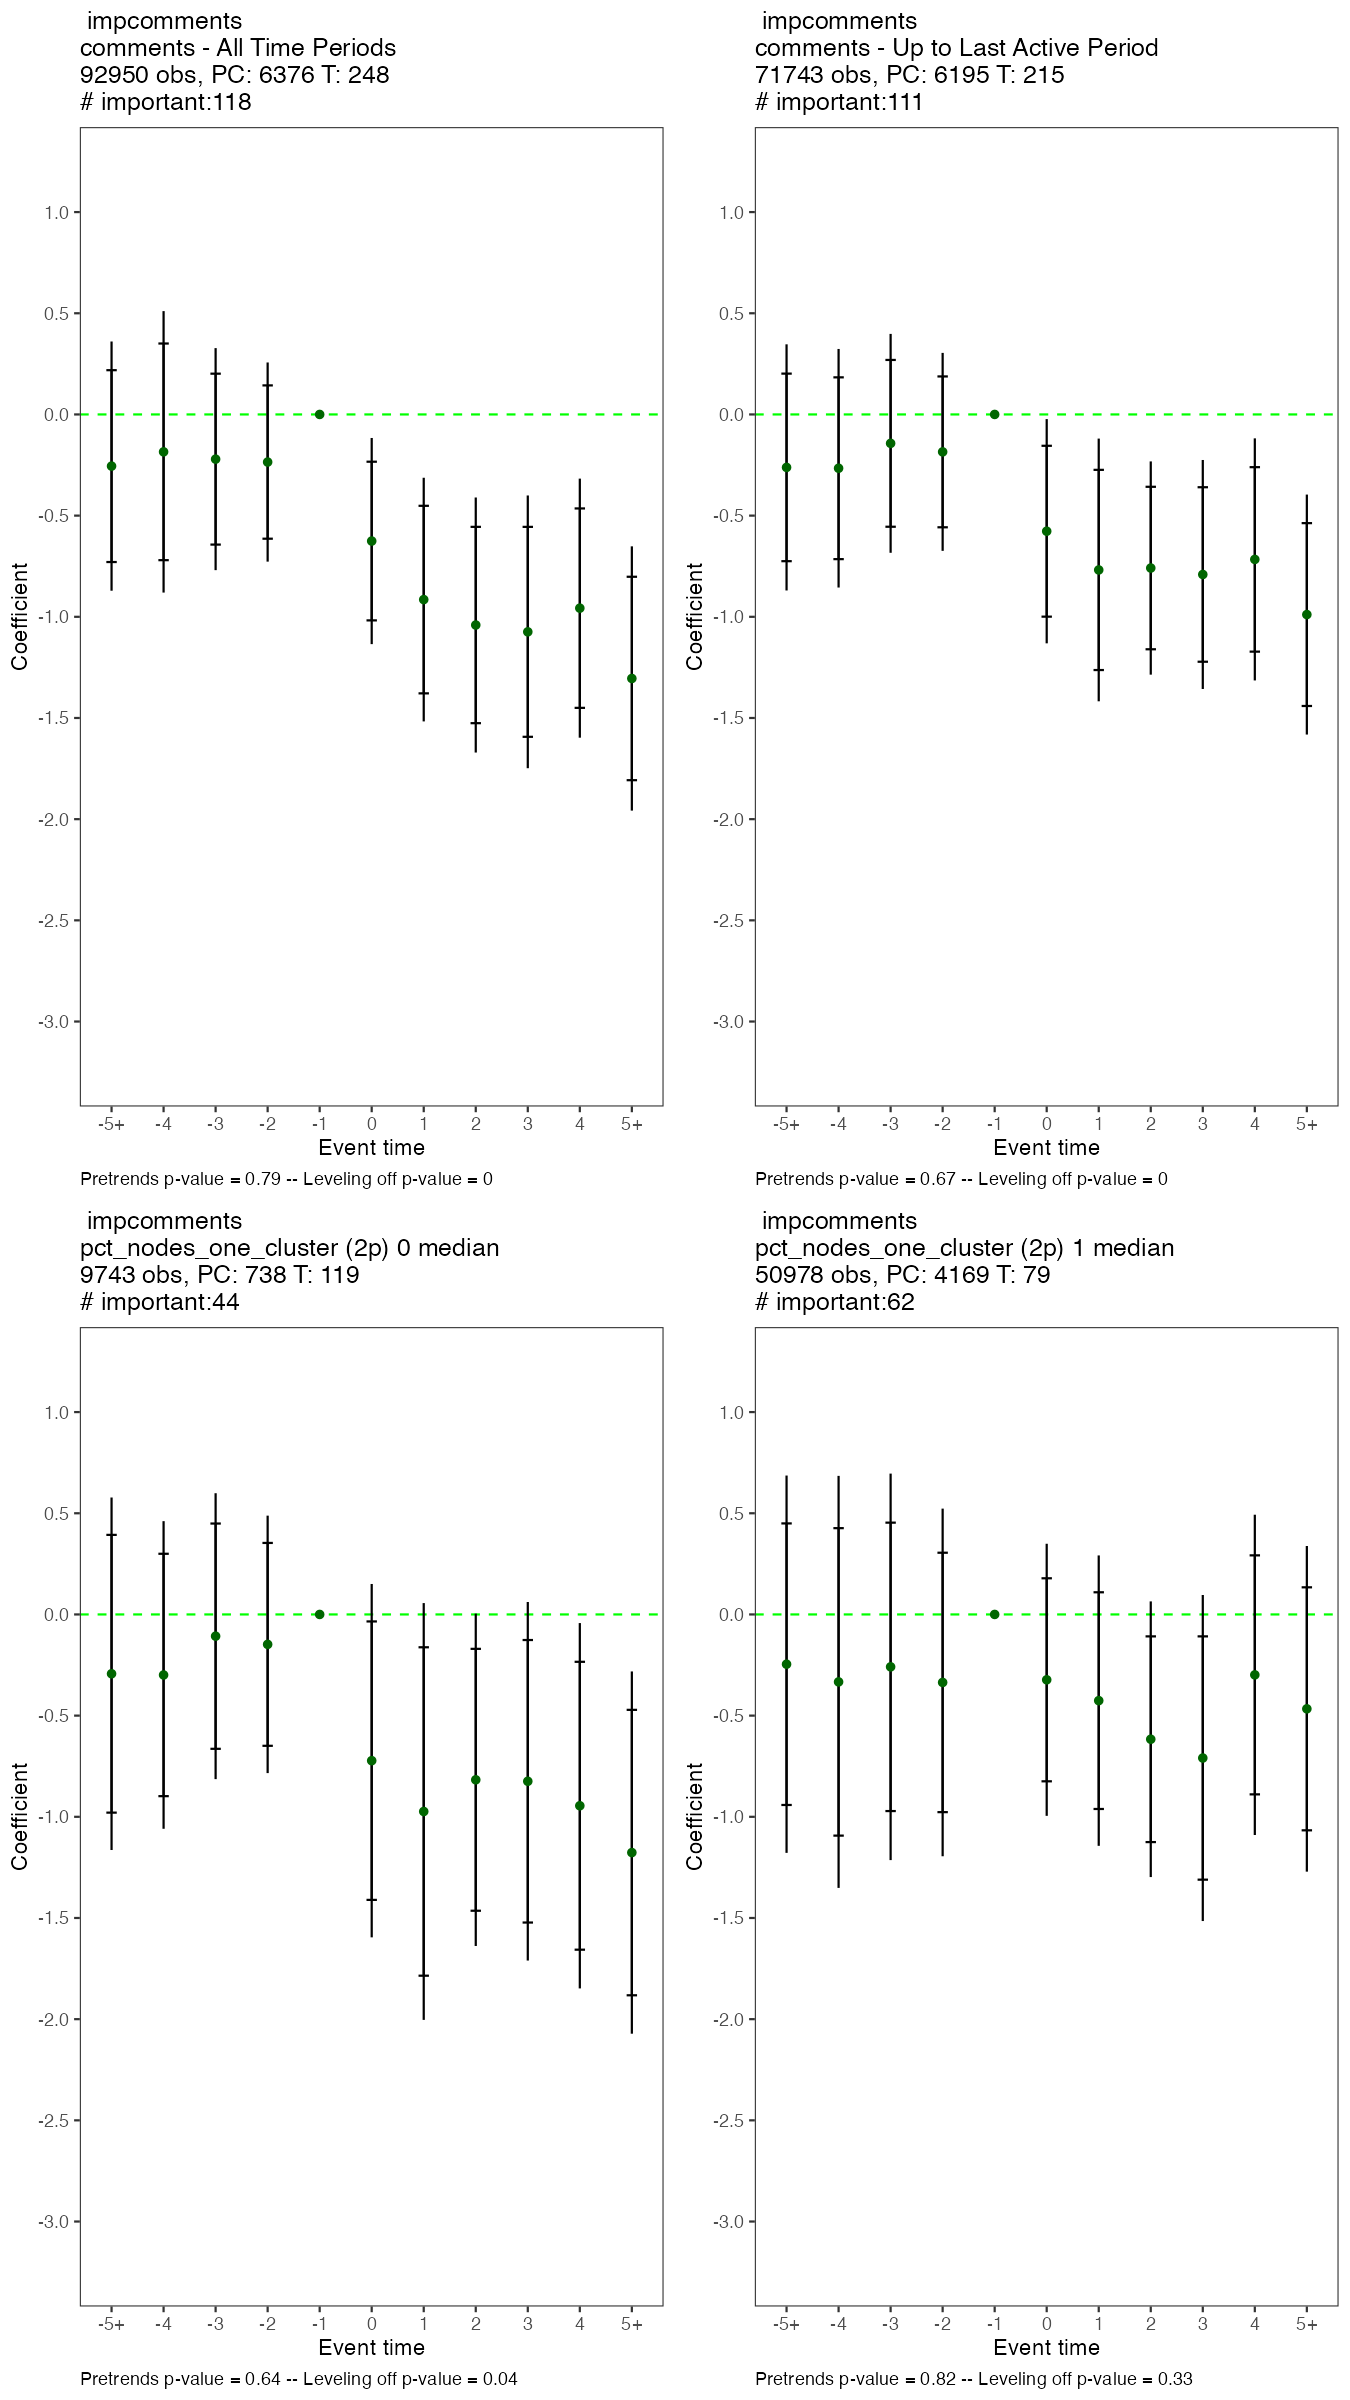 impcomments
comments - All Time Periods
92950 obs, PC: 6376 T: 248
# important:118
1.0
0.5
0.0
-0.5
-1.0
-1.5
-2.0
-2.5
-3.0
Coefficient
-5+ -4 -3 -2 -1 0 1 2 3 4 5+
Event time
Pretrends p-value = 0.79 -- Leveling off p-value = 0
impcomments
comments - Up to Last Active Period
71743 obs, PC: 6195 T: 215
# important:111
1.0
0.5
0.0
-0.5
-1.0
-1.5
-2.0
-2.5
-3.0
Coefficient
-5+ -4 -3 -2 -1 0 1 2 3 4 5+
Event time
Pretrends p-value = 0.67 -- Leveling off p-value = 0
impcomments
pct_nodes_one_cluster (2p) 0 median
9743 obs, PC: 738 T: 119
# important:44
1.0
0.5
0.0
-0.5
-1.0
-1.5
-2.0
-2.5
-3.0
Coefficient
-5+ -4 -3 -2 -1 0 1 2 3 4 5+
Event time
Pretrends p-value = 0.64 -- Leveling off p-value = 0.04
impcomments
pct_nodes_one_cluster (2p) 1 median
50978 obs, PC: 4169 T: 79
# important:62
1.0
0.5
0.0
-0.5
-1.0
-1.5
-2.0
-2.5
-3.0
Coefficient
-5+ -4 -3 -2 -1 0 1 2 3 4 5+
Event time
Pretrends p-value = 0.82 -- Leveling off p-value = 0.33